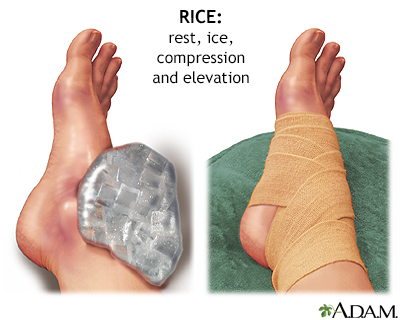 RICE:
rest, ice,
compression
and elevation
A.D.A.M.